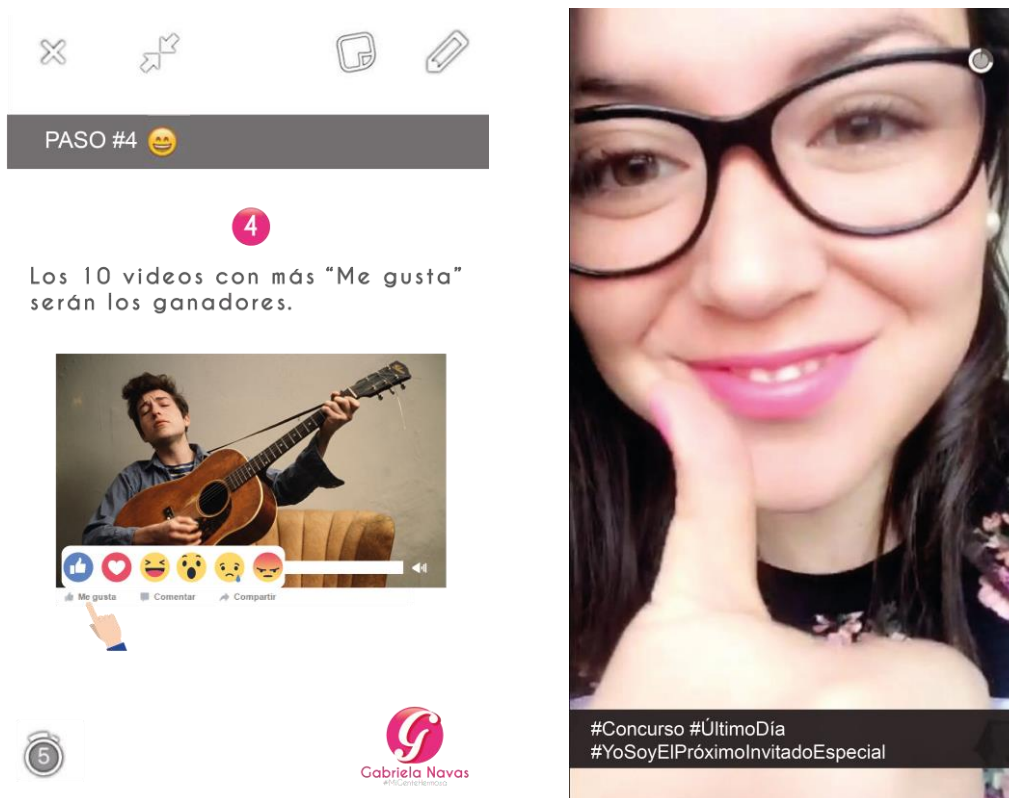 PASO #4
4
Los 10 videos con más “Me gusta”
serán los ganadores.
Me gusta Comentar Compartir
5
G
Gabriela Navas
#MiGenteHermosa
#Concurso #ÚltimoDía
#YoSoyElPróximoInvitadoEspecial